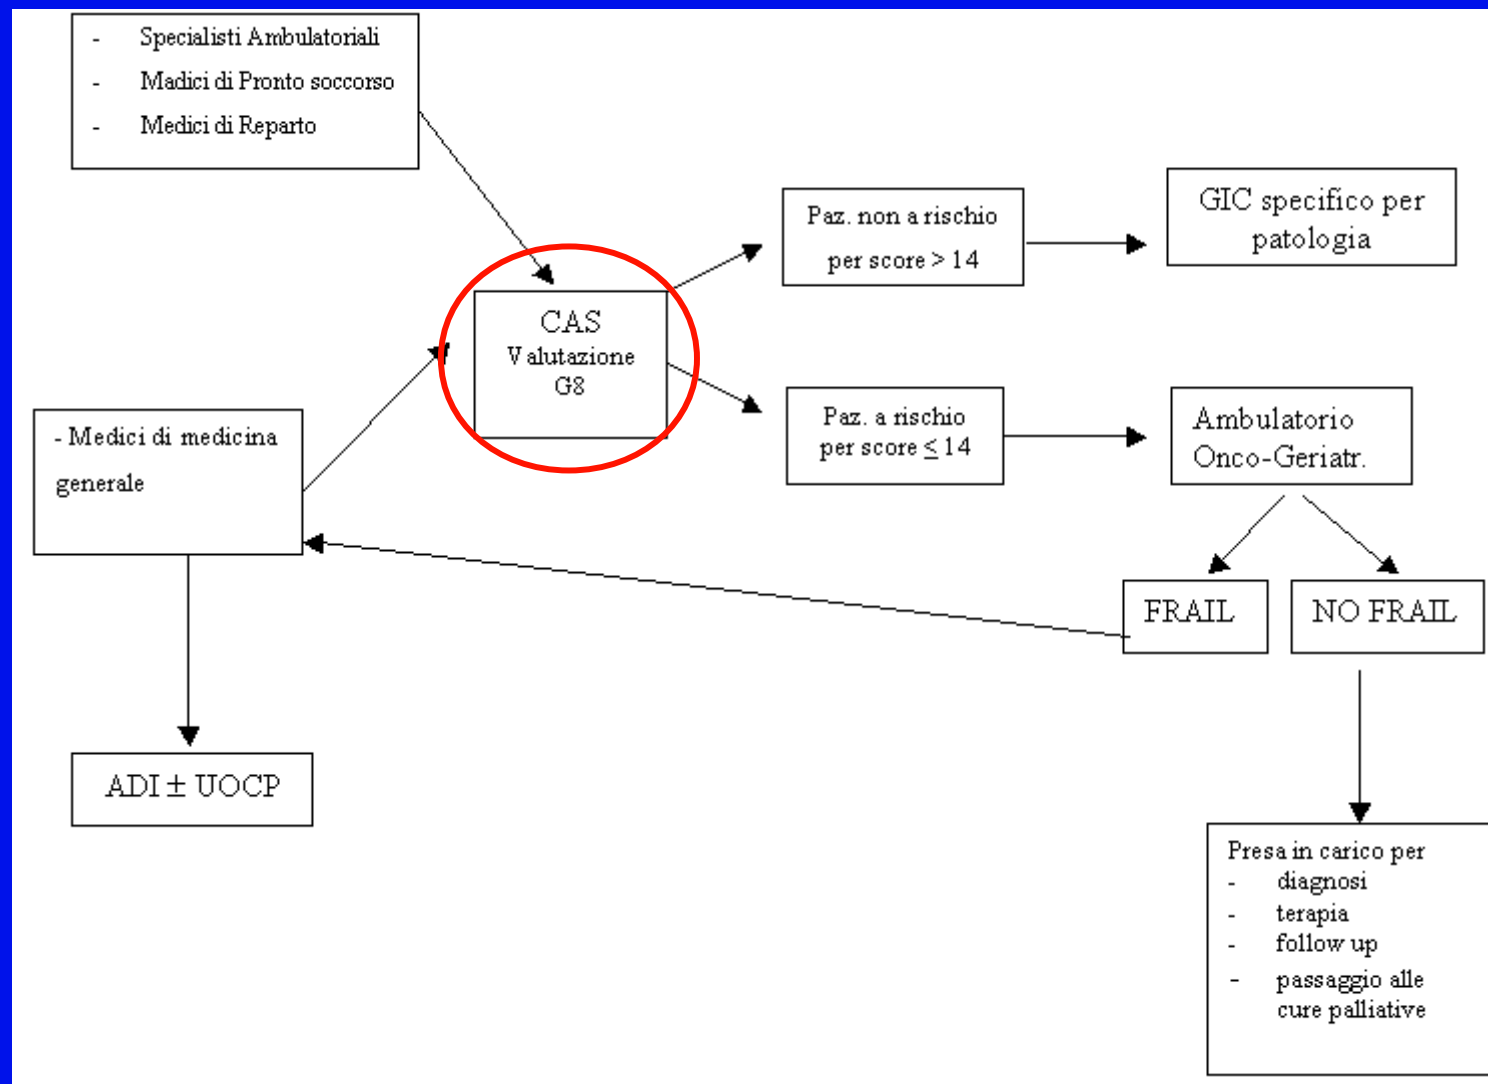 - Specialisti Ambulatoriali
- Madici di Pronto soccorso
- Medici di Reparto
Paz. non a rischio
per score > 14
GIC specifico per
patologia
CAS
Valutazione
G8
- Medici di medicina
generale
Paz. a rischio
per score ≤ 14
Ambulatorio
Onco-Geriatr.
FRAIL
NO FRAIL
ADI ± UOCP
Presa in carico per
- diagnosi
- terapia
- follow up
- passaggio alle
cure palliative